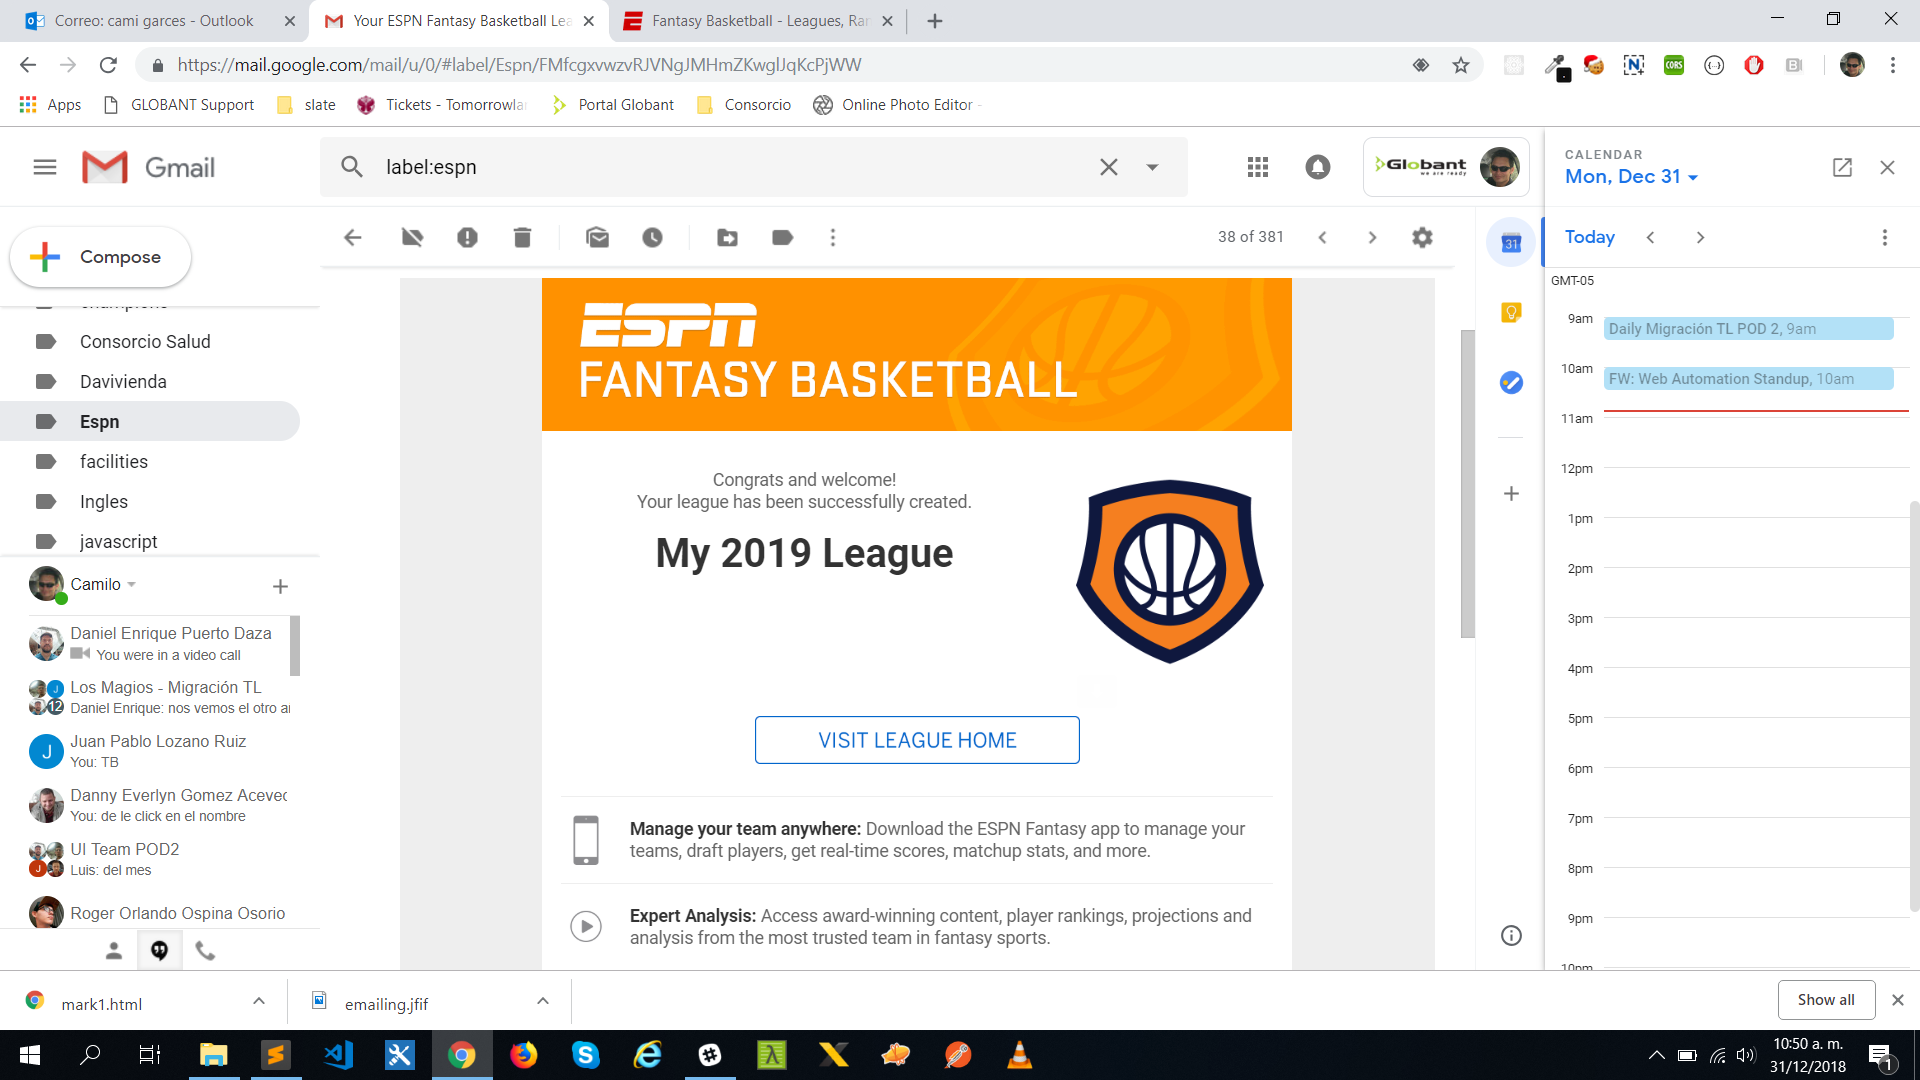 Correo: cami garces - Outlook
Your ESPN Fantasy Basketball Lea
Fantasy Basketball - Leagues, Ran
https://mail.google.com/mail/u/0/#label/Espn/FMfcgxvwzvRJVNgJMHmZKwglJqKcPjWW
Apps
GLOBANT Support
slate
Tickets - Tomorrowla
Portal Globant
Consorcio
Online Photo Editor -
Gmail
label:espn
Globant
we are ready
CALENDAR
Mon, Dec 31
Compose
38 of 381
31
Today
GMT-05
Consorcio Salud
Davivienda
Espn
facilities
Ingles
javascript
Camilo
Daniel Enrique Puerto Daza
You were in a video call
Los Magios - Migración TL
12
Daniel Enrique: nos vemos el otro a
J
Juan Pablo Lozano Ruiz
You: TB
Danny Everlyn Gomez Aceved
You: de le click en el nombre
UI Team POD2
Luis: del mes
Roger Orlando Ospina Osorio
ESPN
FANTASY BASKETBALL
Congrats and welcome!
Your league has been successfully created.
My 2019 League
VISIT LEAGUE HOME
Manage your team anywhere: Download the ESPN Fantasy app to manage your
teams, draft players, get real-time scores, matchup stats, and more.
Expert Analysis: Access award-winning content, player rankings, projections and
analysis from the most trusted team in fantasy sports.
9am
Daily Migración TL POD 2, 9am
10am
FW: Web Automation Standup, 10am
11am
12pm
1pm
2pm
3pm
4pm
5pm
6pm
7pm
8pm
9pm
10pm
mark1.html
emailing.jfif
Show all
10:50 a. m.
31/12/2018
1